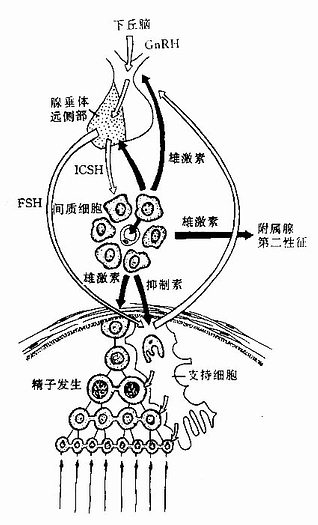 下丘脑
GnRH
腺垂体
远侧部
ICSH
雄激素
FSH
间质细胞
雄激素
附属腺
第二性征
雄激素
抑制素
精子发生
支持细胞